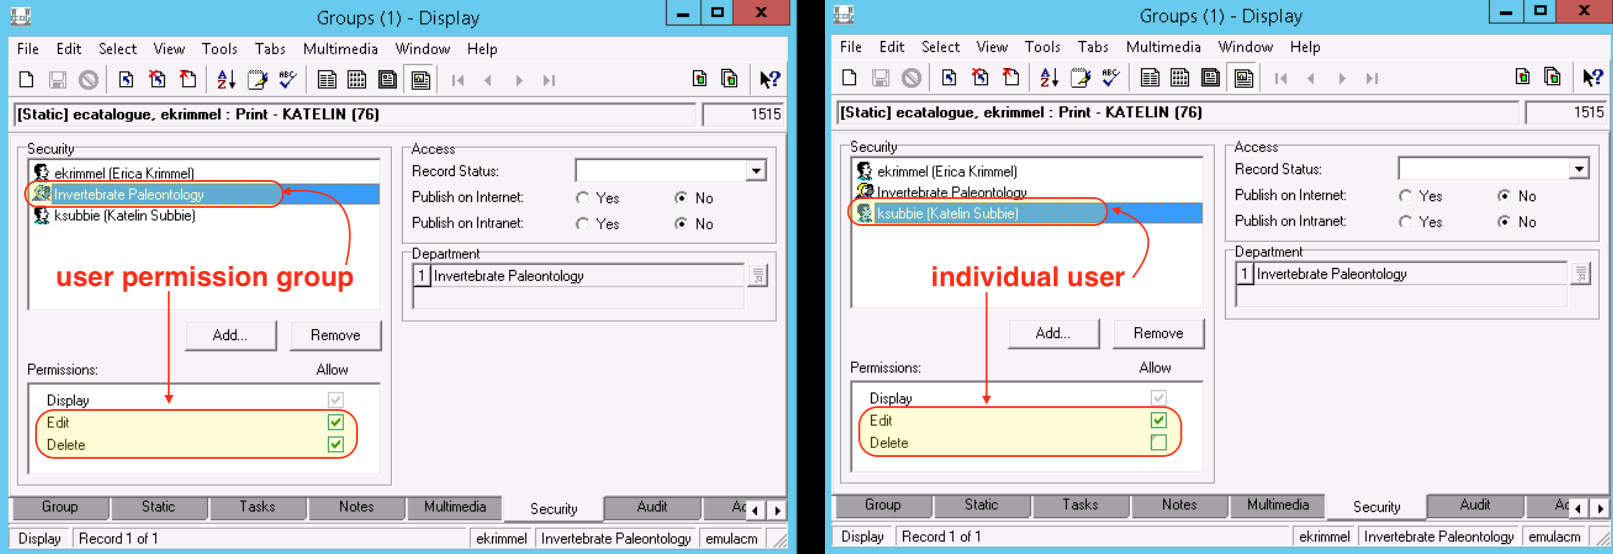 Groups (1) - Display
File Edit Select View Tools Tabs Multimedia Window Help
[Static] ecatalogue, ekrimmel : Print - KATELIN (76) 1515
Security
ekrimmel (Erica Krimmel)
Invertebrate Paleontology
ksubbie (Katelin Subbie)
user permission group
Add... Remove
Permissions: Allow
Display
Edit
Delete
Access
Record Status:
Publish on Internet: Yes No
Publish on Intranet: Yes No
Department
1 Invertebrate Paleontology
Group Static Tasks Notes Multimedia Security Audit Ac
Display Record 1 of 1 ekrimmel Invertebrate Paleontology emulacm
Groups (1) - Display
File Edit Select View Tools Tabs Multimedia Window Help
[Static] ecatalogue, ekrimmel : Print - KATELIN (76) 1515
Security
ekrimmel (Erica Krimmel)
Invertebrate Paleontology
ksubbie (Katelin Subbie)
individual user
Add... Remove
Permissions: Allow
Display
Edit
Delete
Access
Record Status:
Publish on Internet: Yes No
Publish on Intranet: Yes No
Department
1 Invertebrate Paleontology
Group Static Tasks Notes Multimedia Security Audit Ac
Display Record 1 of 1 ekrimmel Invertebrate Paleontology emulacm